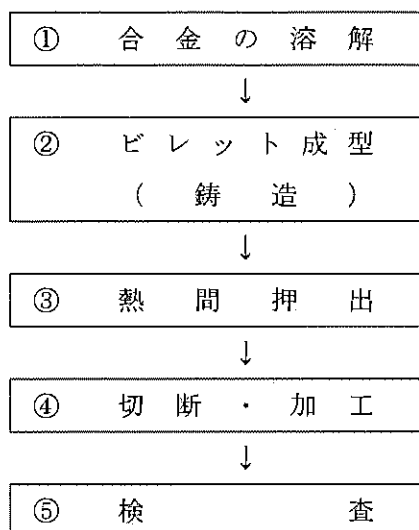 ① 合金の溶解
↓
② ビレット成型
(鋳造)
↓
③ 熱間押出
↓
④ 切断・加工
↓
⑤ 検査